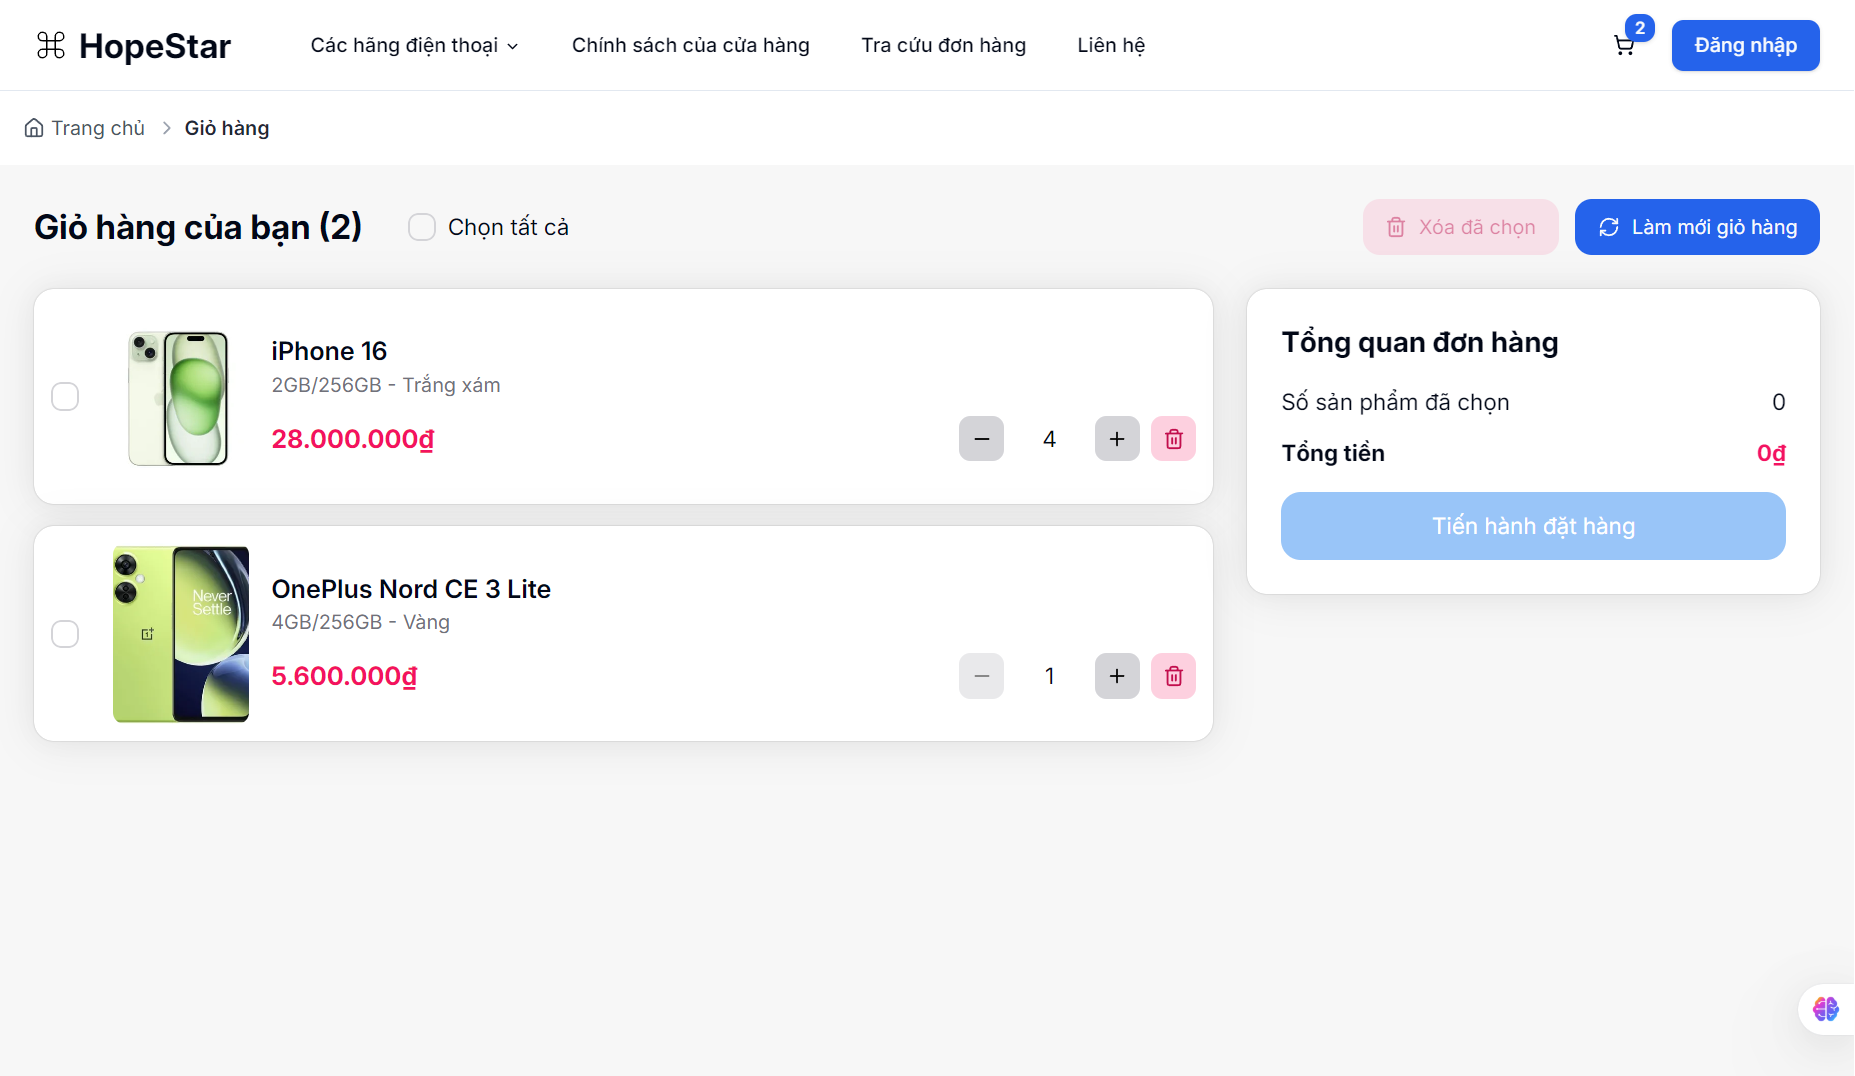 HopeStar
Các hãng điện thoại
Chính sách của cửa hàng
Tra cứu đơn hàng
Liên hệ
2
Đăng nhập
Trang chủ
Giỏ hàng
Giỏ hàng của bạn (2)
Chọn tất cả
Xóa đã chọn
Làm mới giỏ hàng
iPhone 16
2GB/256GB - Trắng xám
28.000.000₫
4
OnePlus Nord CE 3 Lite
4GB/256GB - Vàng
5.600.000₫
1
Never
Settle
Tổng quan đơn hàng
Số sản phẩm đã chọn 0
Tổng tiền 0₫
Tiến hành đặt hàng